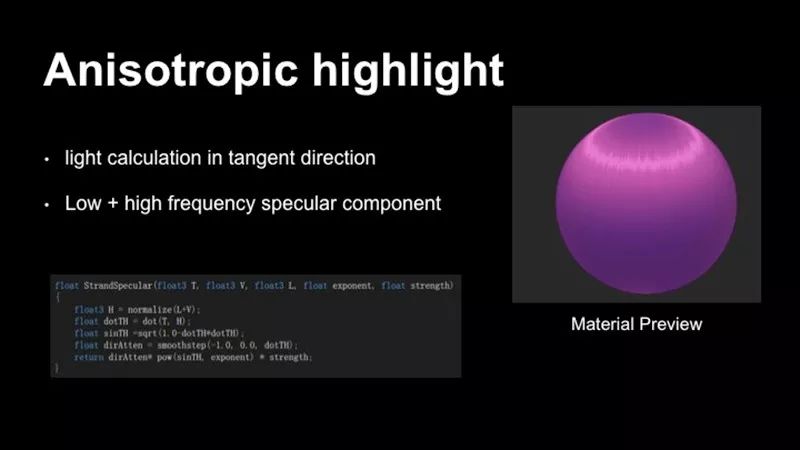 Anisotropic highlight
• light calculation in tangent direction
• Low + high frequency specular component
float StrandSpecular(float3 T, float3 V, float3 L, float exponent, float strength)
{
float3 H = normalize(L+V);
float dotTH = dot(T, H);
float sinTH =sqrt(1.0-dotTH*dotTH);
float dirAtten = smoothstep(-1.0, 0.0, dotTH);
return dirAtten* pow(sinTH, exponent) * strength;
}
Material Preview